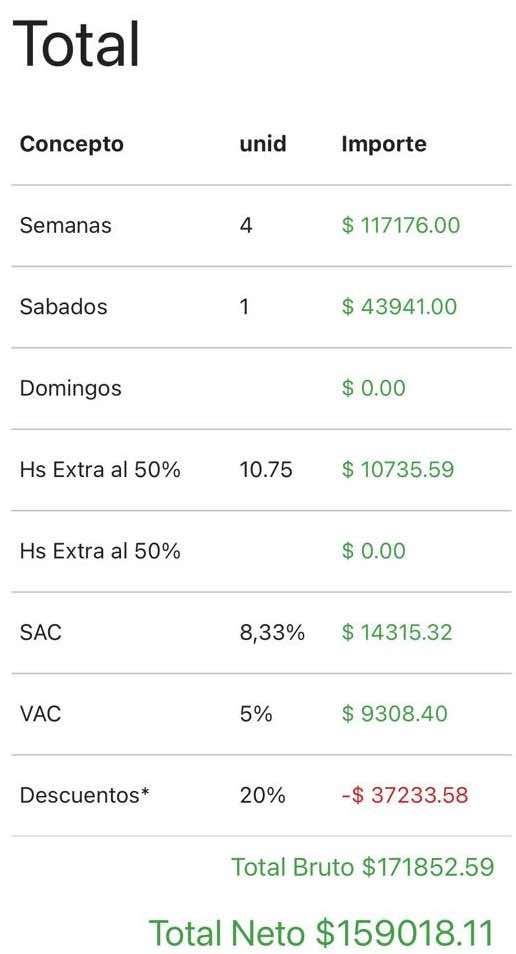 Total
Concepto unid Importe
Semanas 4 $ 117176.00
Sabados 1 $ 43941.00
Domingos $ 0.00
Hs Extra al 50% 10.75 $ 10735.59
Hs Extra al 50% $ 0.00
SAC 8,33% $ 14315.32
VAC 5% $ 9308.40
Descuentos* 20% -$ 37233.58
Total Bruto $171852.59
Total Neto $159018.11